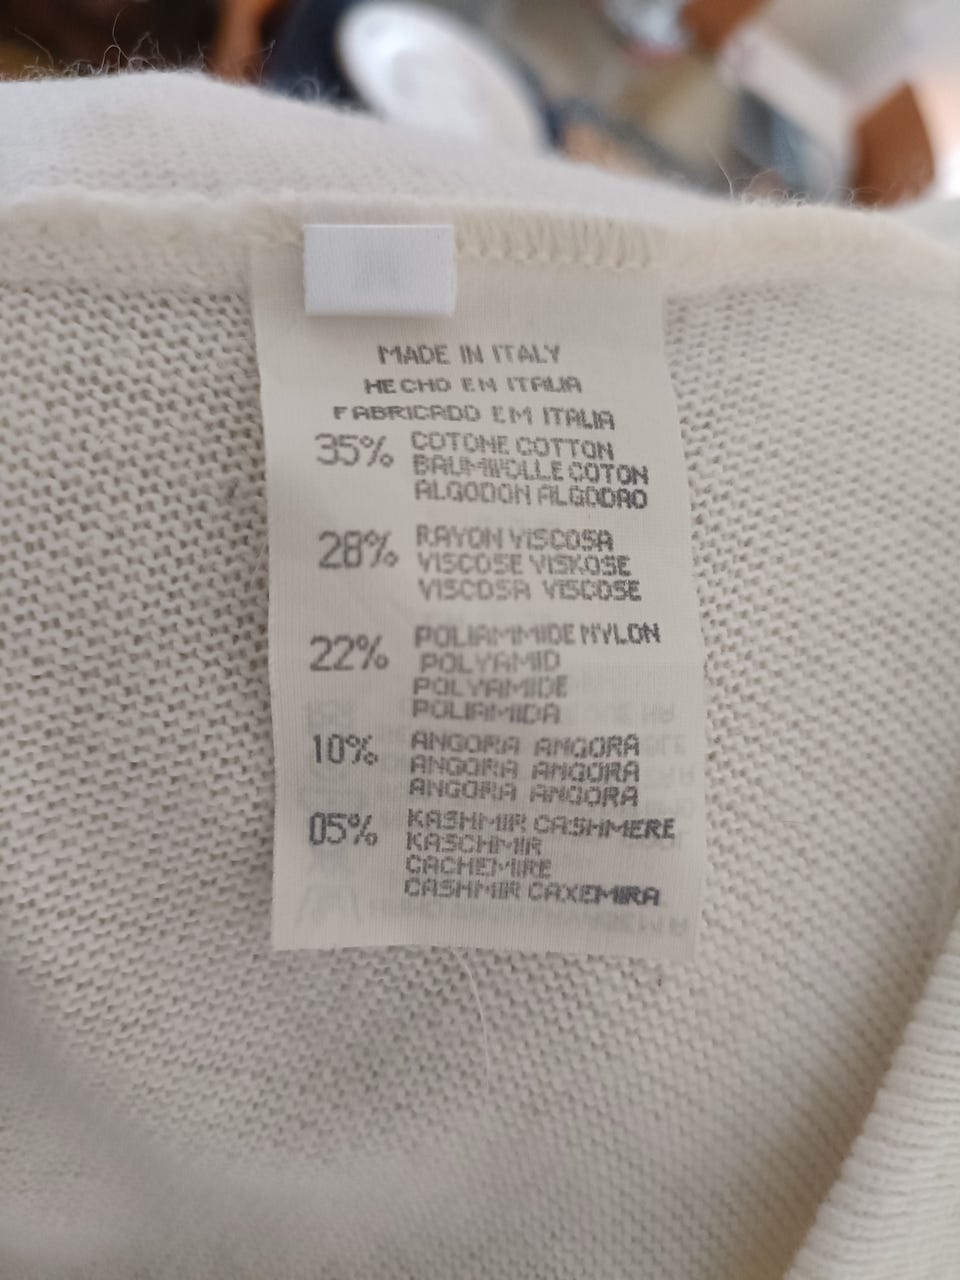 MADE IN ITALY
HECHO EN ITALIA
FABRICADO EM ITALIA
35% COTONE COTTON
BAUMWOLLE COTON
ALGODON ALGODAO
28% RAYON VISCOSA
VISCOSE VISKOSE
VISCOSA VISCOSE
22% POLIAMMIDE NYLON
POLYAMID
POLYAMIDE
POLIAMIDA
10% ANGORA ANGORA
ANGORA ANGORA
ANGORA ANGORA
05% KASHMIR CASHMERE
KASCHMIR
CACHEMIRE
CASHMIR CAXEMIRA